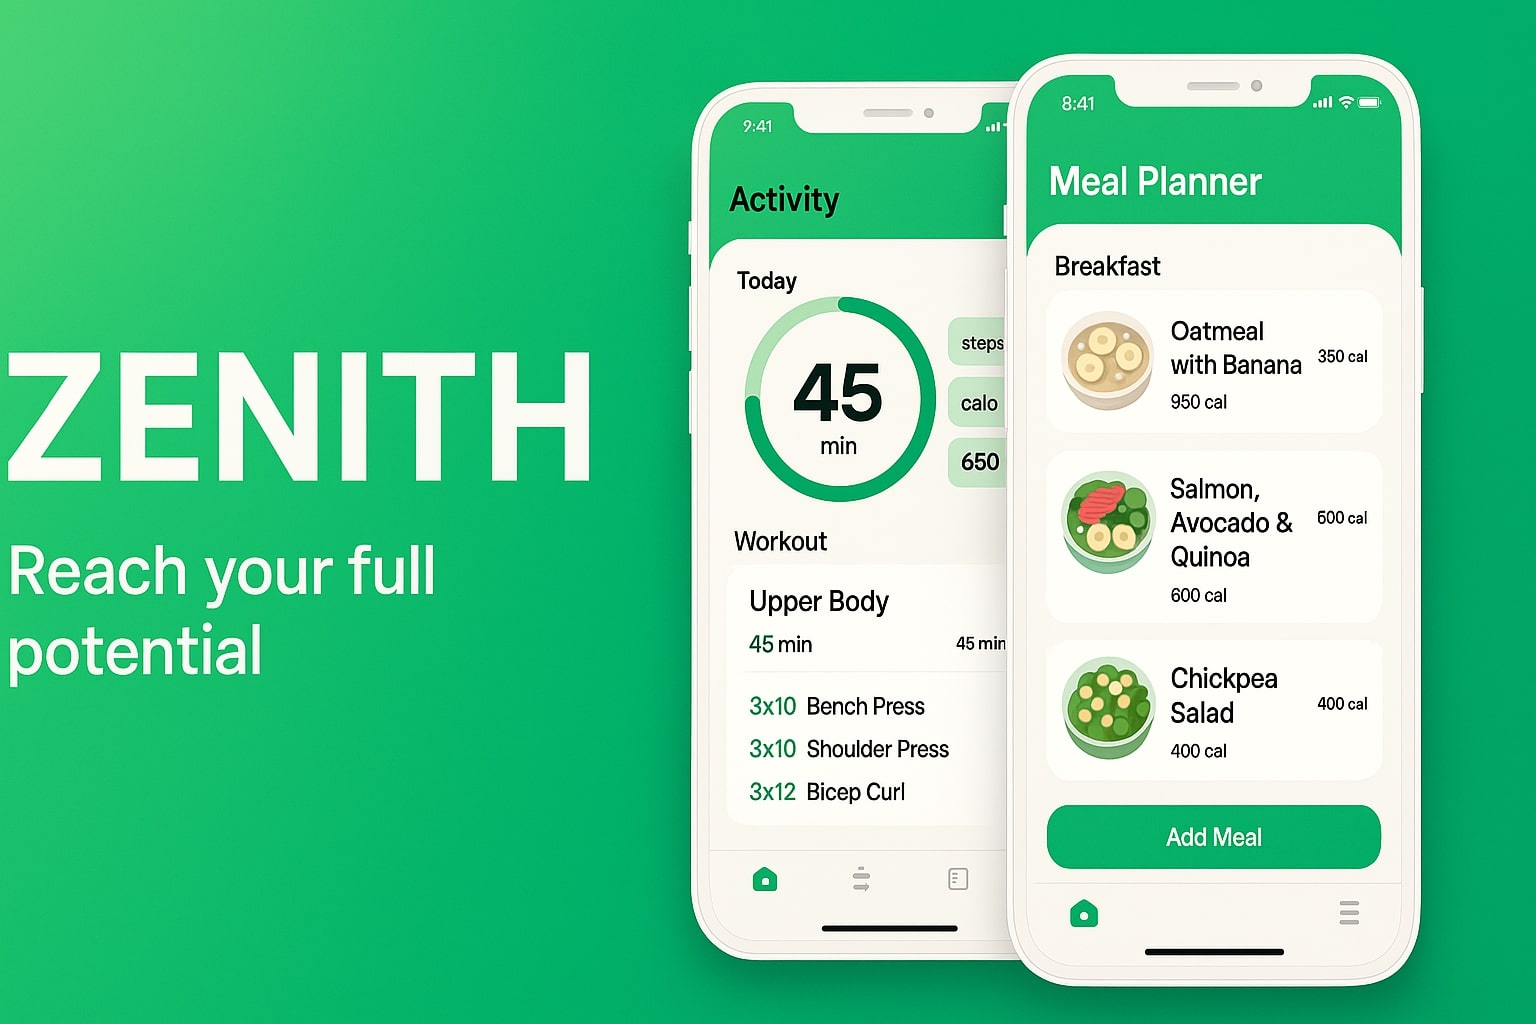 ZENITH
Reach your full
potential
9:41
Activity
Today
45
min
steps
calo
650
Workout
Upper Body
45 min
45 min
3x10 Bench Press
3x10 Shoulder Press
3x12 Bicep Curl
8:41
Meal Planner
Breakfast
Oatmeal
with Banana
350 cal
950 cal
Salmon,
Avocado &
Quinoa
600 cal
600 cal
Chickpea
Salad
400 cal
400 cal
Add Meal